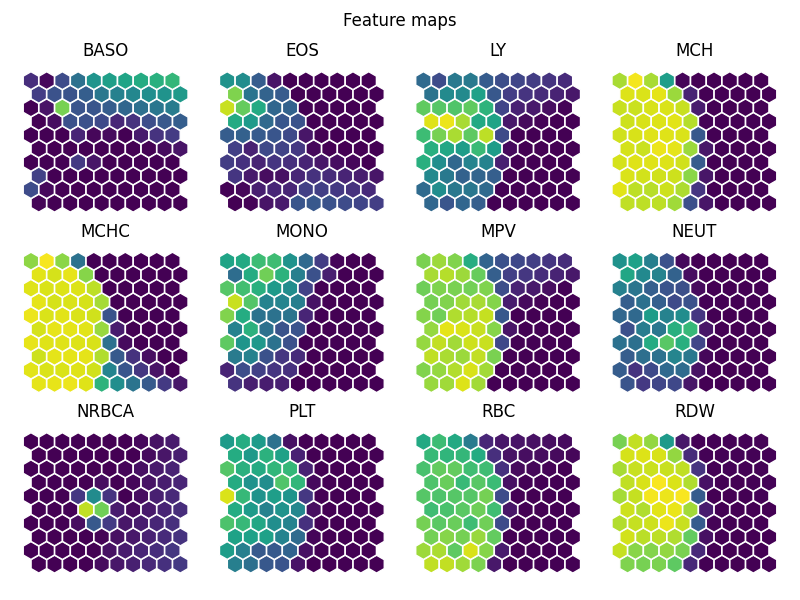 Feature maps
BASO
EOS
LY
MCH
MCHC
MONO
MPV
NEUT
NRBCA
PLT
RBC
RDW